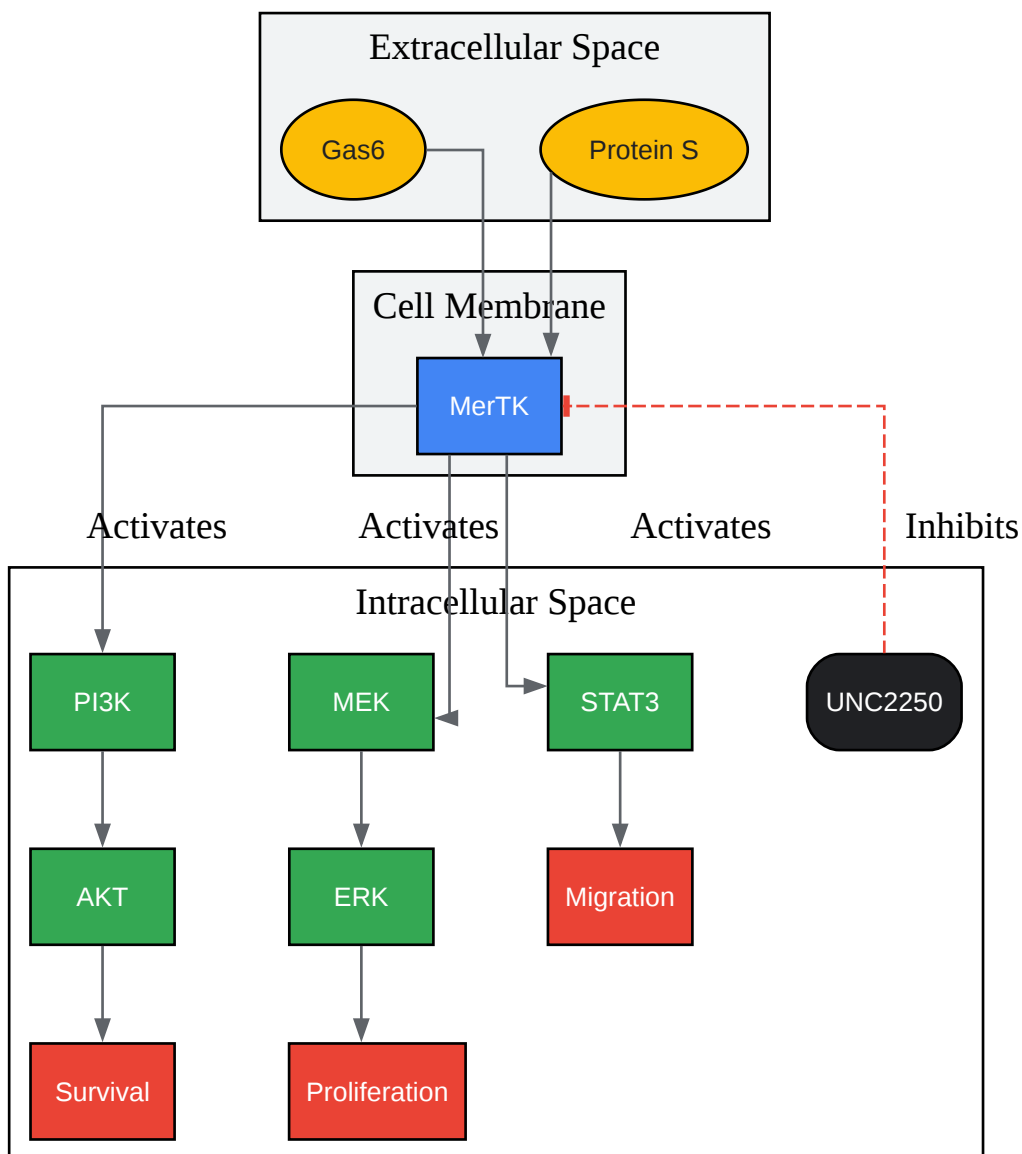 Extracellular Space
Gas6
Protein S
Cell Membrane
MerTK
Activates
Activates
Activates
Inhibits
Intracellular Space
PI3K
MEK
STAT3
UNC2250
AKT
ERK
Migration
Survival
Proliferation